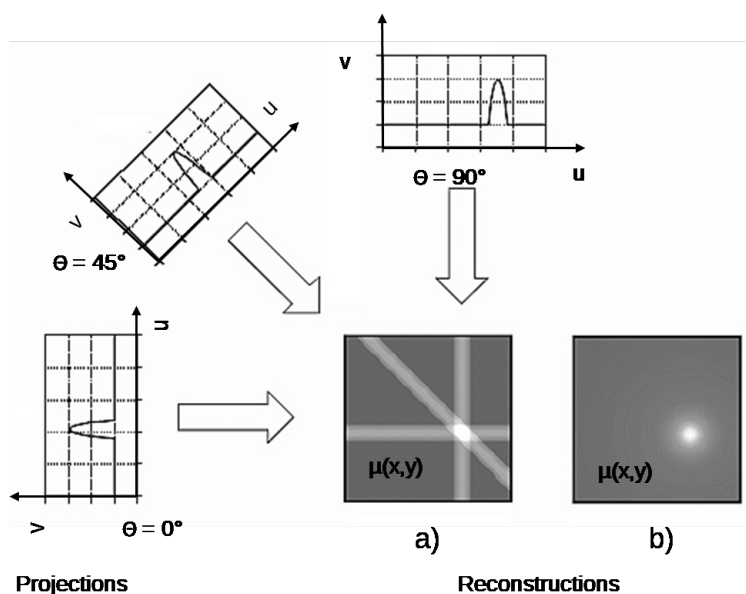 v
u
Θ = 90°
u
v
Θ = 45°
u
v
Θ = 0°
μ(x,y)
μ(x,y)
a)
b)
Projections
Reconstructions